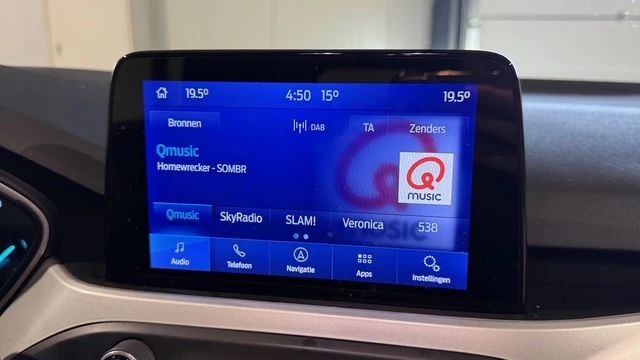 19.5° 4:50 15° 19.5°
Bronnen DAB TA Zenders
Qmusic
Homewrecker - SOMBR
Q
music
Qmusic SkyRadio SLAM! Veronica 538
MUSIC
Audio Telefoon Navigatie Apps Instellingen